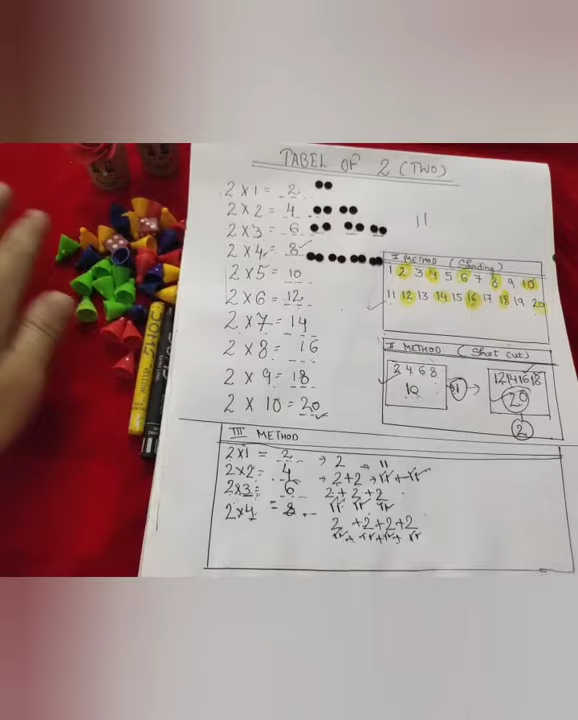 TABEL OF 2 (TWO)
2 X 1 = 2
2 X 2 = 4
2 X 3 = 6
2 X 4 = 8
2 X 5 = 10
2 X 6 = 12
2 X 7 = 14
2 X 8 = 16
2 X 9 = 18
2 X 10 = 20
I METHOD (Shading)
1 2 3 4 5 6 7 8 9 10
11 12 13 14 15 16 17 18 19 20
II METHOD (Short cut)
2 4 6 8
10
1
12 14 16 18
20
2
III METHOD
2x1 = 2 → 2
2x2 = 4 → 2+2
2x3 = 6 2 + 2 + 2
2x4 = 8
2 +2+2+2